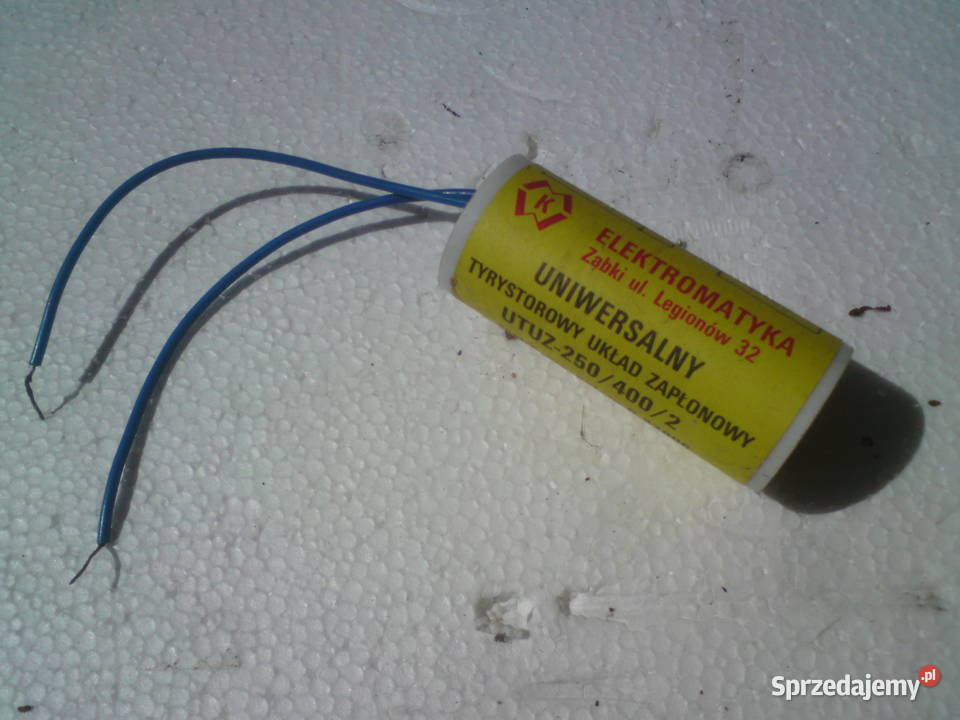 K
ELEKTROMATYKA
Ząbki ul. Legionów 32
UNIWERSALNY
TYRYSTOROWY UKŁAD ZAPŁONOWY
UTUZ-250/400/2
Sprzedajemy.pl